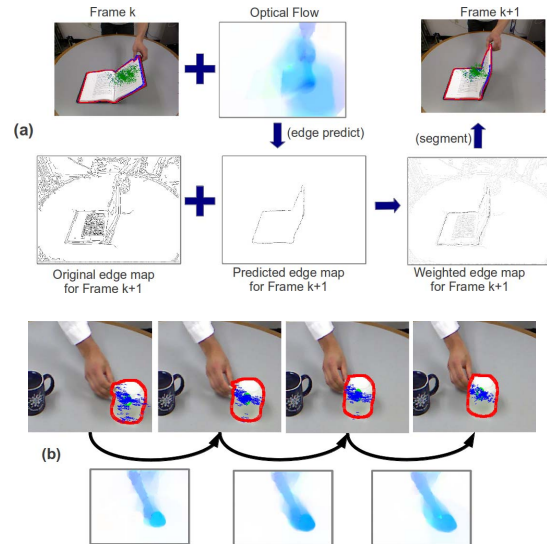 Frame k
Optical Flow
Frame k+1
(a)
(edge predict)
(segment)
Original edge map
for Frame k+1
Predicted edge map
for Frame k+1
Weighted edge map
for Frame k+1
(b)